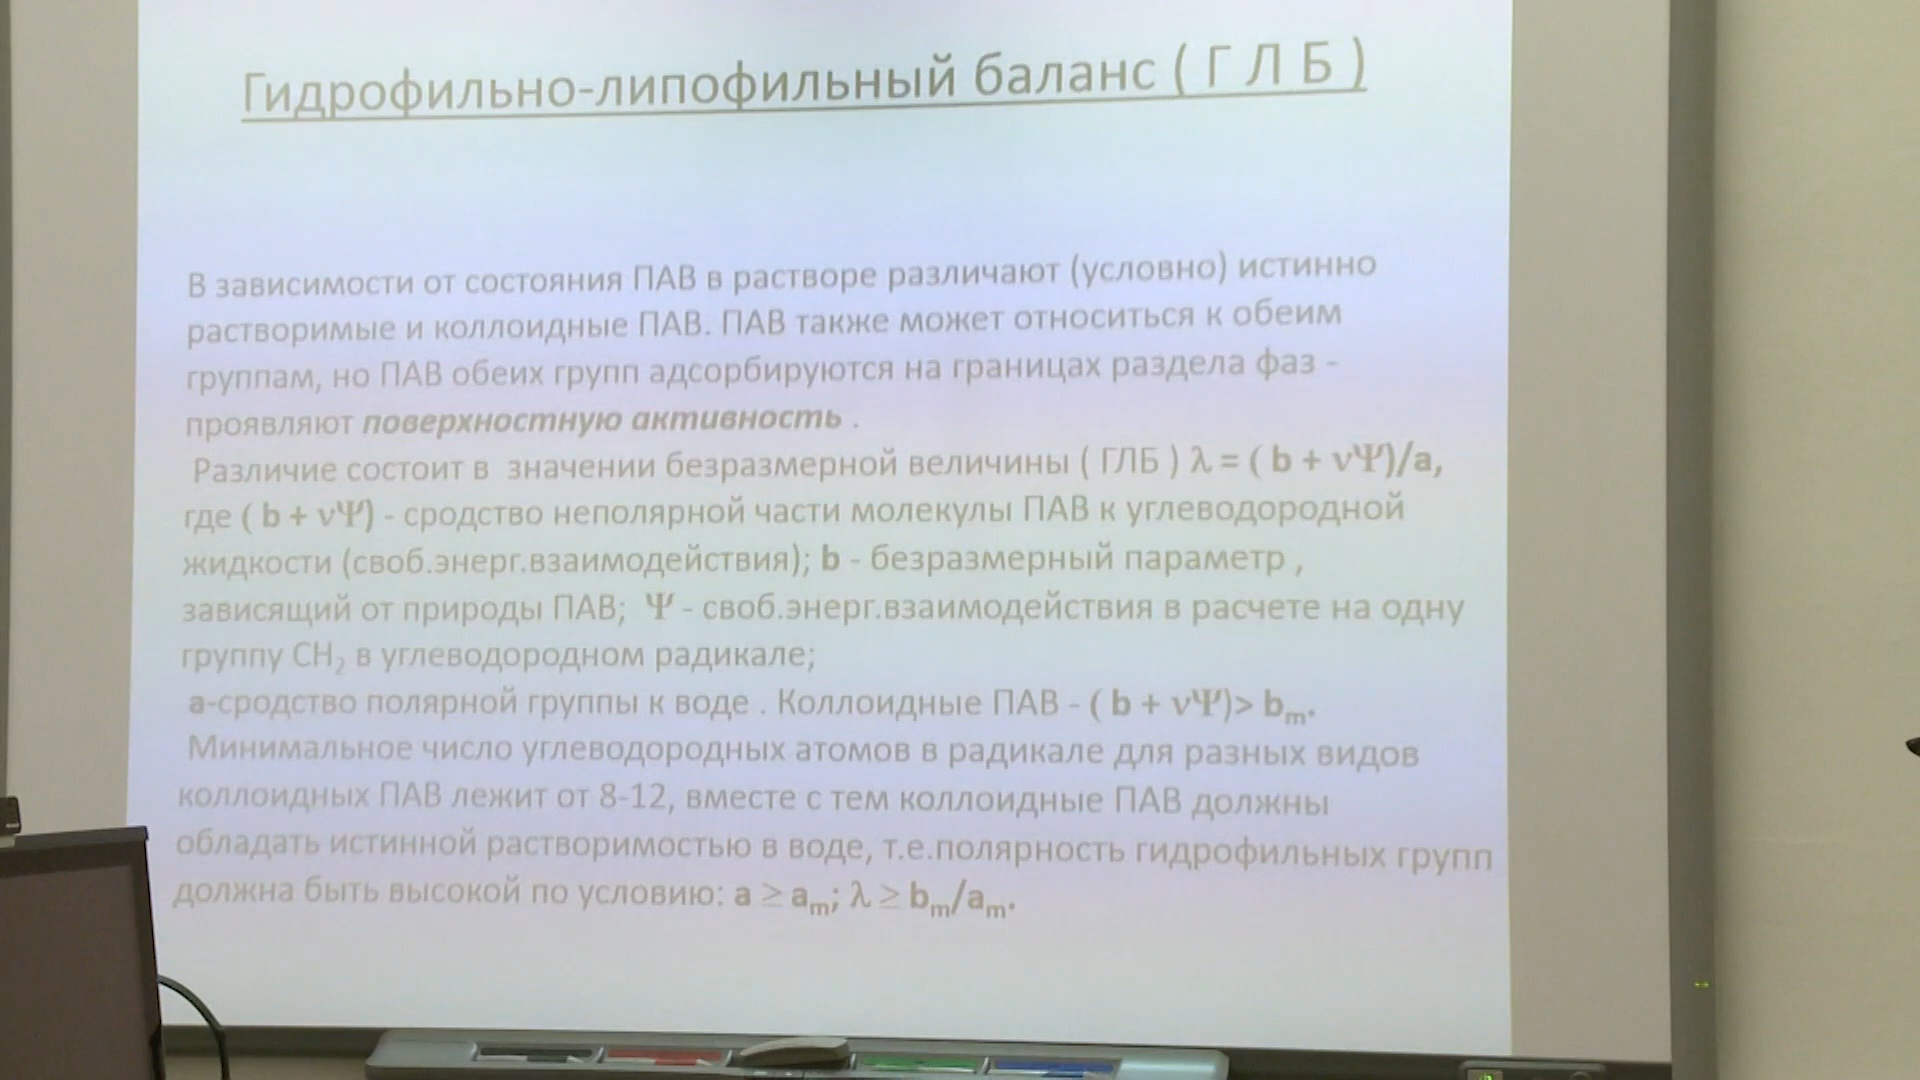 Гидрофильно-липофильный баланс ( Г Л Б )
В зависимости от состояния ПАВ в растворе различают (условно) истинно
растворимые и коллоидные ПАВ. ПАВ также может относиться к обеим
группам, но ПАВ обеих групп адсорбируются на границах раздела фаз -
проявляют поверхностную активность .
Различие состоит в значении безразмерной величины ( ГЛБ ) λ = ( b + νΨ)/a,
где ( b + νΨ) - сродство неполярной части молекулы ПАВ к углеводородной
жидкости (своб.энерг.взаимодействия); b - безразмерный параметр ,
зависящий от природы ПАВ; Ψ - своб.энерг.взаимодействия в расчете на одну
группу CH₂ в углеводородном радикале;
а-сродство полярной группы к воде . Коллоидные ПАВ - ( b + νΨ)> bₘ.
Минимальное число углеводородных атомов в радикале для разных видов
коллоидных ПАВ лежит от 8-12, вместе с тем коллоидные ПАВ должны
обладать истинной растворимостью в воде, т.е.полярность гидрофильных групп
должна быть высокой по условию: a ≥ aₘ; λ ≥ bₘ/aₘ.